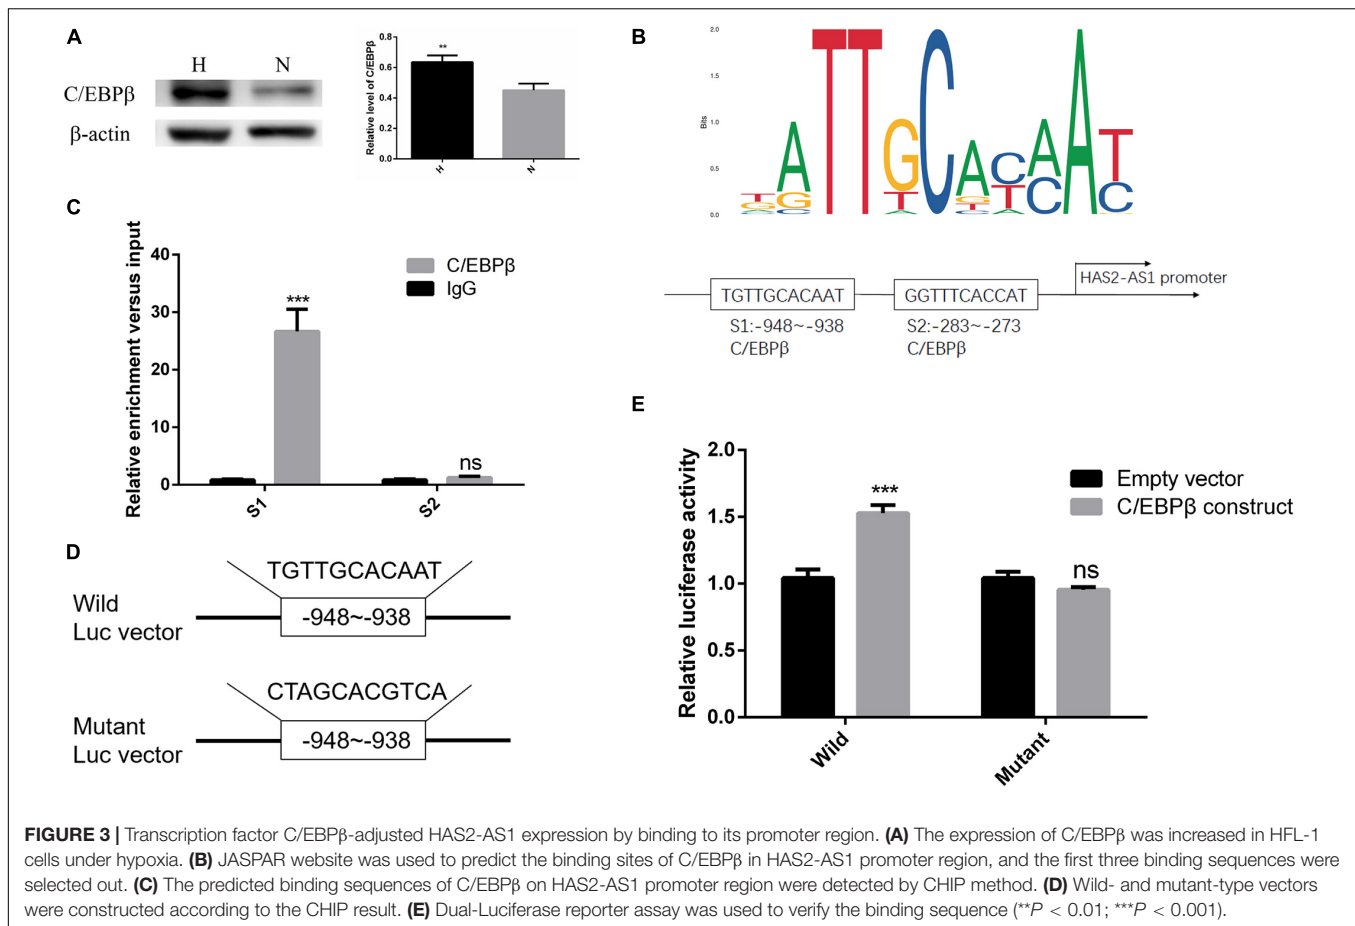 A
H N
C/EBPβ
β-actin
Relative level of C/EBPβ
0.8
0.6
0.4
0.2
0.0
**
H
N
B
Bits
2.0
1.5
1.0
0.5
0.0
TGTTGCACAAT
GGTTTCACCAT
HAS2-AS1 promoter
S1:-948~-938
C/EBPβ
S2:-283~-273
C/EBPβ
C
Relative enrichment versus input
40
30
20
10
0
***
ns
C/EBPβ
IgG
S1
S2
D
TGTTGCACAAT
Wild
Luc vector
-948~-938
CTAGCACGTCA
Mutant
Luc vector
-948~-938
E
Relative luciferase activity
2.0
1.5
1.0
0.5
0.0
***
ns
Empty vector
C/EBPβ construct
Wild
Mutant
FIGURE 3 | Transcription factor C/EBPβ-adjusted HAS2-AS1 expression by binding to its promoter region. (A) The expression of C/EBPβ was increased in HFL-1
cells under hypoxia. (B) JASPAR website was used to predict the binding sites of C/EBPβ in HAS2-AS1 promoter region, and the first three binding sequences were
selected out. (C) The predicted binding sequences of C/EBPβ on HAS2-AS1 promoter region were detected by CHIP method. (D) Wild- and mutant-type vectors
were constructed according to the CHIP result. (E) Dual-Luciferase reporter assay was used to verify the binding sequence (**P < 0.01; ***P < 0.001).